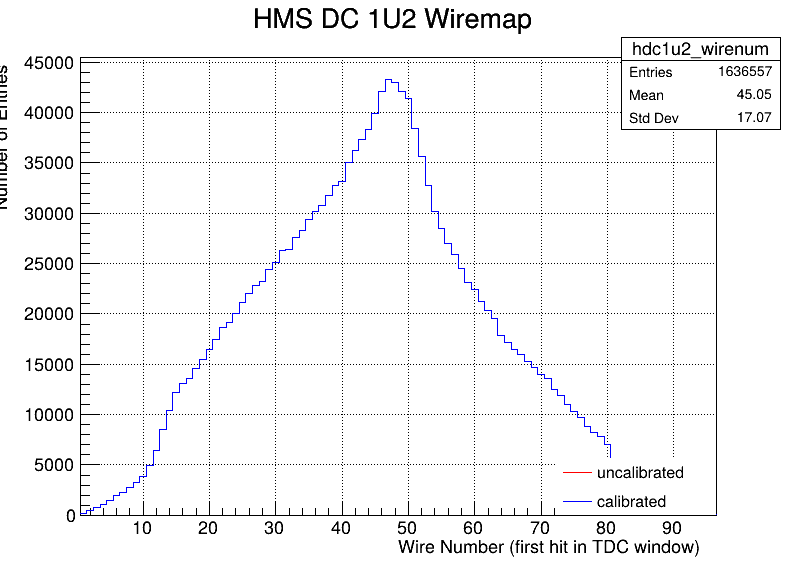 HMS DC 1U2 Wiremap
hdc1u2_wirenum
Entries 1636557
Mean 45.05
Std Dev 17.07
Number of Entries
45000
40000
35000
30000
25000
20000
15000
10000
5000
0
10 20 30 40 50 60 70 80 90
uncalibrated
calibrated
Wire Number (first hit in TDC window)